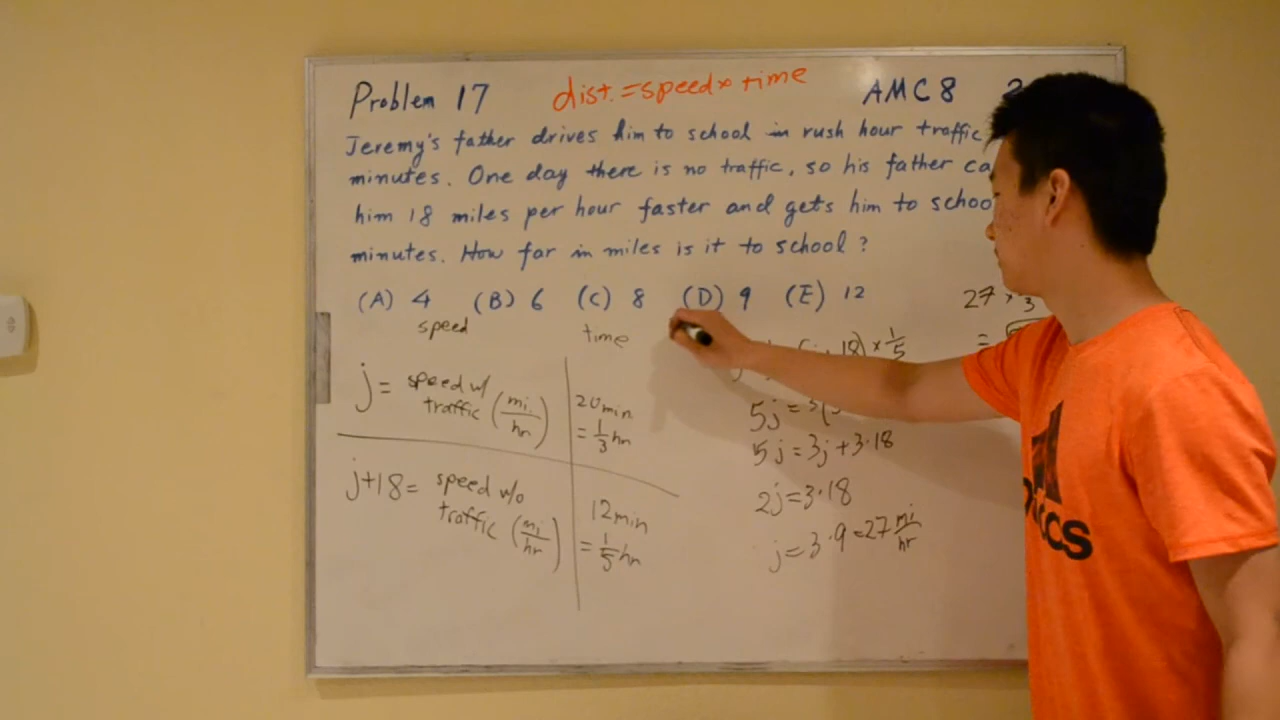 Problem 17
dist. = speed × time
AMC 8 2
Jeremy's father drives him to school in rush hour traffic
minutes. One day there is no traffic, so his father ca
him 18 miles per hour faster and gets him to schoo
minutes. How far in miles is it to school?
(A) 4 (B) 6 (C) 8 (D) 9 (E) 12
speed
time
j = speed w/ traffic (mi./hr)
20 min = 1/3 hr
j+18 = speed w/o traffic (mi/hr)
12 min = 1/5 hr
18) × 1/5
5j = 3(
5j = 3j + 3·18
2j = 3·18
j = 3·9 = 27 mi/hr
27 × 3
=